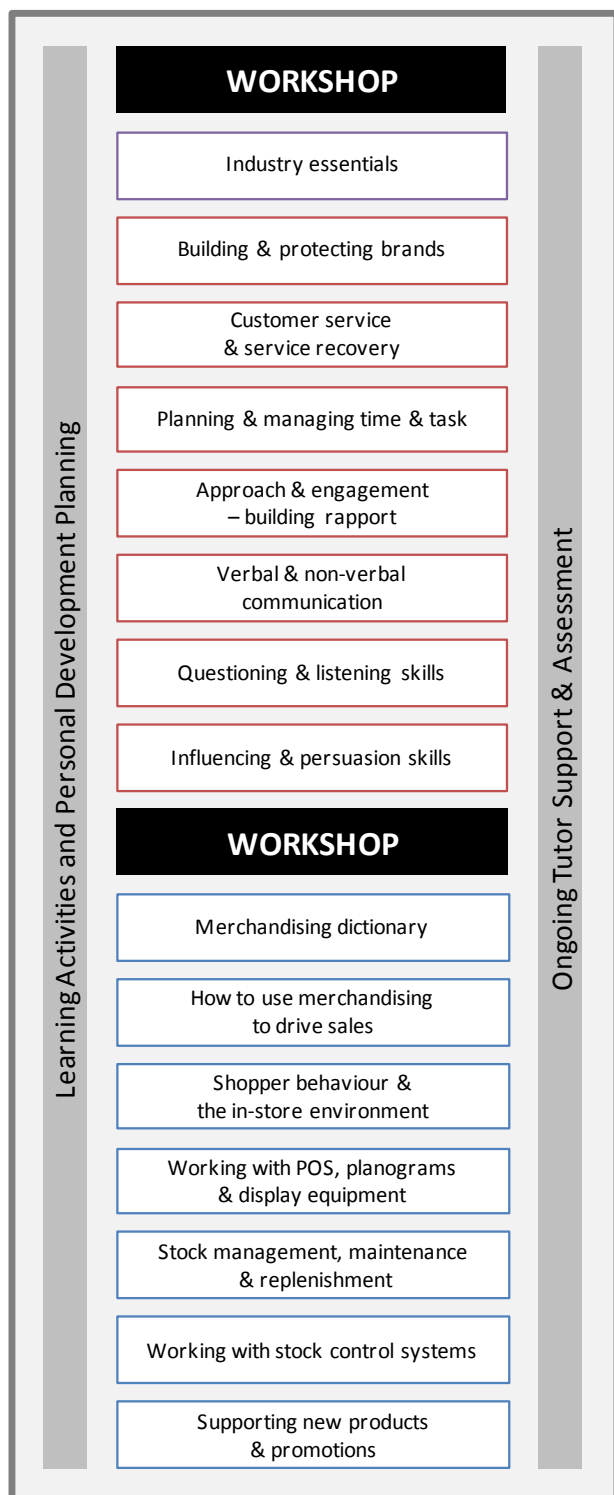 Learning Activities and Personal Development Planning
WORKSHOP
Industry essentials
Building & protecting brands
Customer service
& service recovery
Planning & managing time & task
Approach & engagement
– building rapport
Verbal & non-verbal
communication
Questioning & listening skills
Influencing & persuasion skills
WORKSHOP
Merchandising dictionary
How to use merchandising
to drive sales
Shopper behaviour &
the in-store environment
Working with POS, planograms
& display equipment
Stock management, maintenance
& replenishment
Working with stock control systems
Supporting new products
& promotions
Ongoing Tutor Support & Assessment